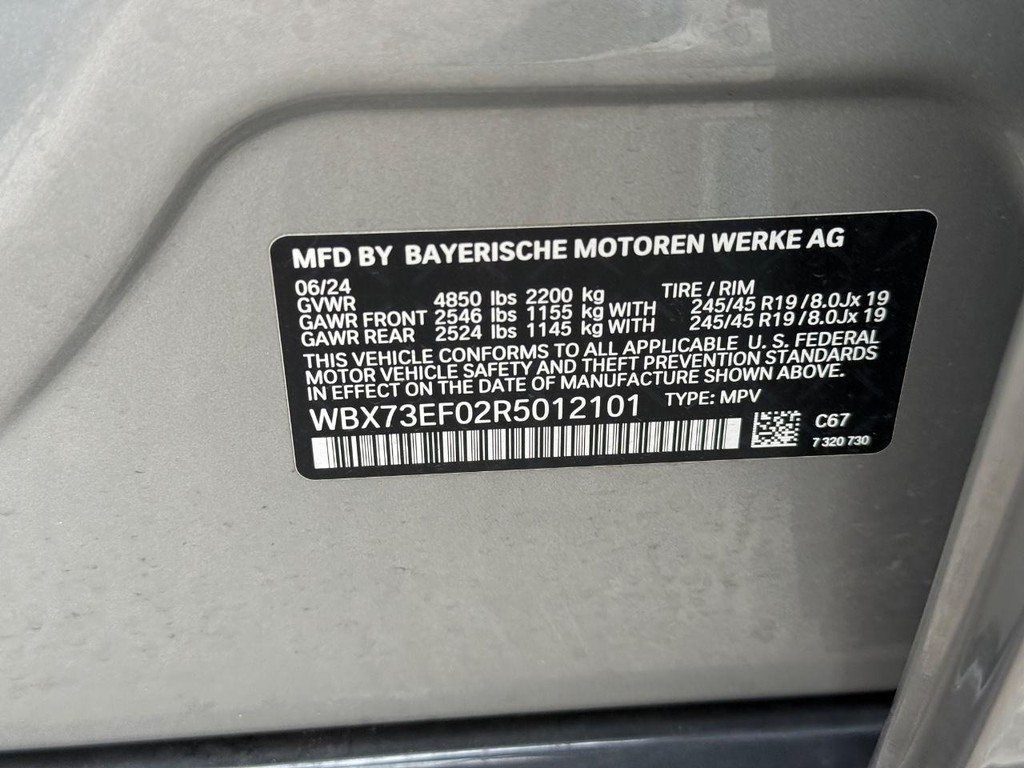 MFD BY BAYERISCHE MOTOREN WERKE AG
06/24 TIRE / RIM
GVWR 4850 lbs 2200 kg
GAWR FRONT 2546 lbs 1155 kg WITH 245/45 R19 /8.0Jx 19
GAWR REAR 2524 lbs 1145 kg WITH 245/45 R19 /8.0Jx 19
THIS VEHICLE CONFORMS TO ALL APPLICABLE U. S. FEDERAL
MOTOR VEHICLE SAFETY AND THEFT PREVENTION STANDARDS
IN EFFECT ON THE DATE OF MANUFACTURE SHOWN ABOVE.
WBX73EF02R5012101 TYPE: MPV
C67
7 320 730